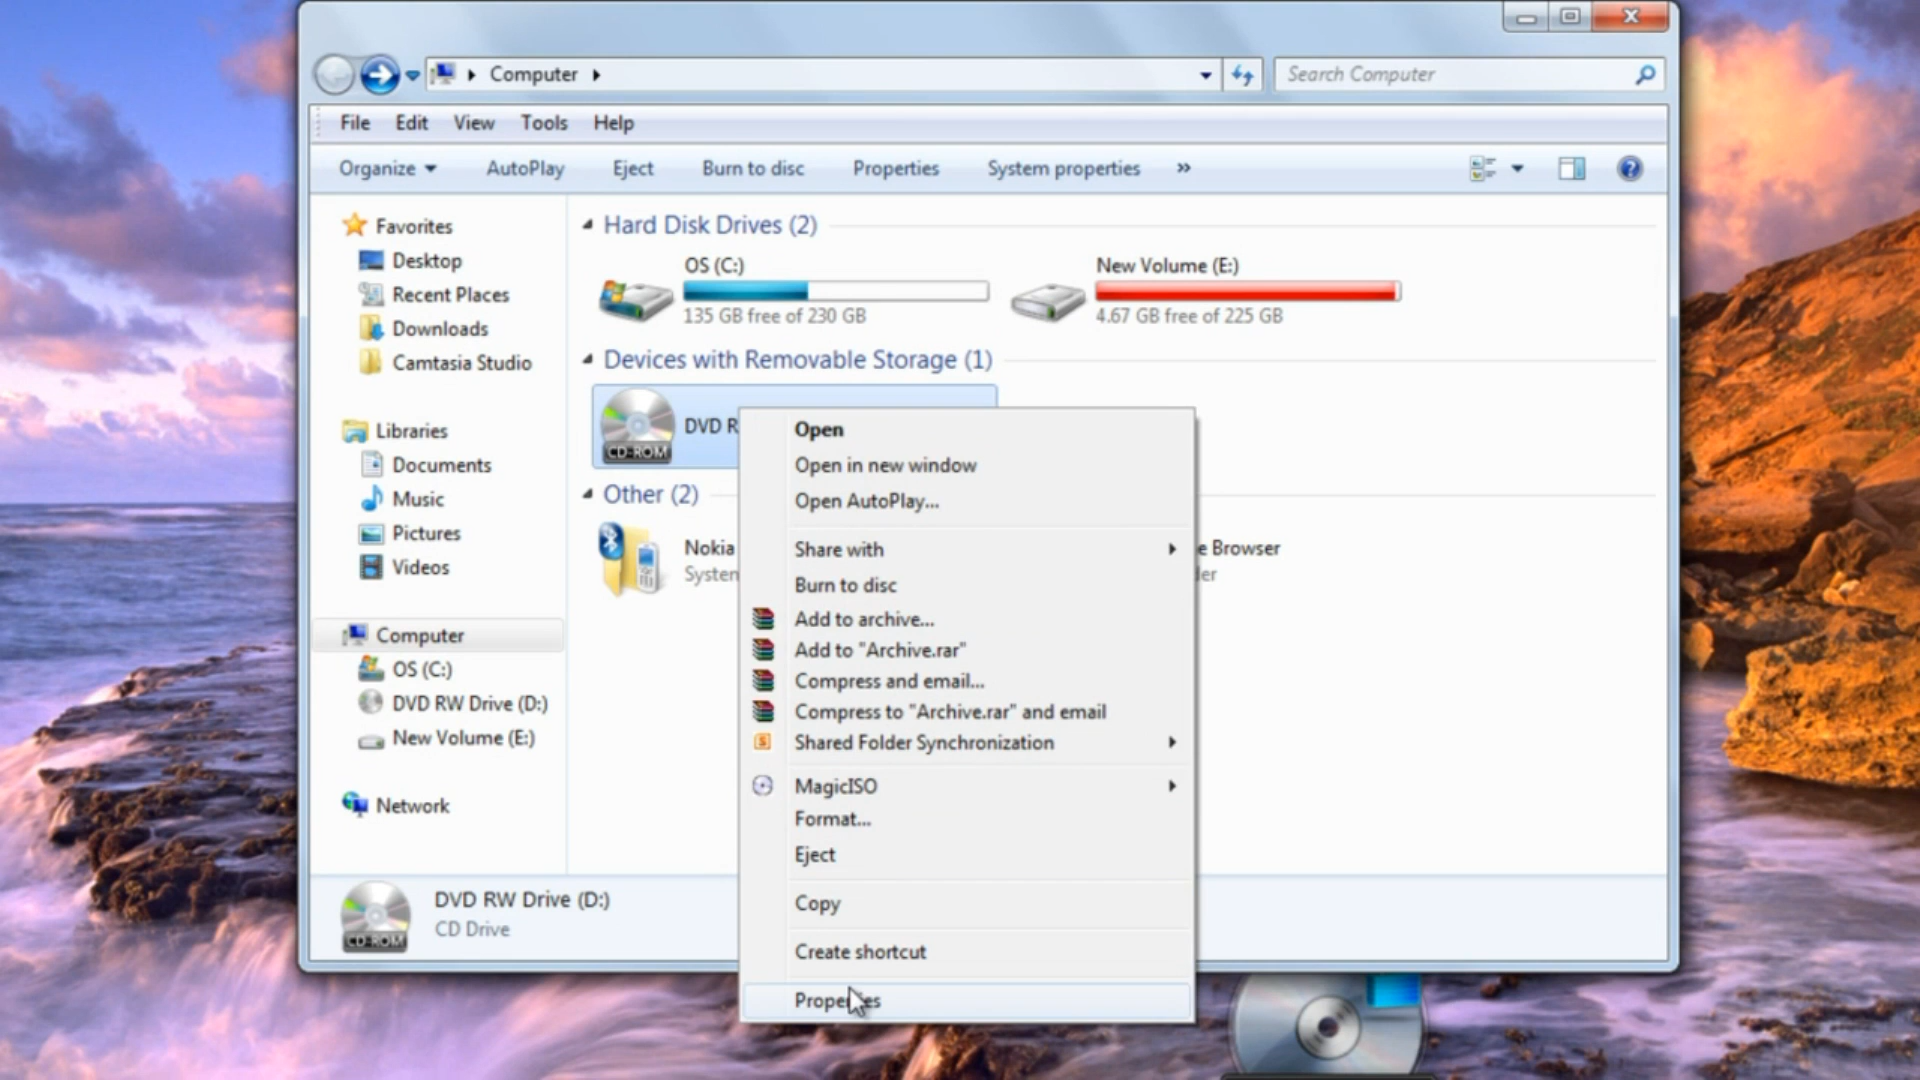 Computer
Search Computer
File Edit View Tools Help
Organize AutoPlay Eject Burn to disc Properties System properties »
Favorites
Desktop
Recent Places
Downloads
Camtasia Studio
Libraries
Documents
Music
Pictures
Videos
Computer
OS (C:)
DVD RW Drive (D:)
New Volume (E:)
Network
Hard Disk Drives (2)
OS (C:)
135 GB free of 230 GB
New Volume (E:)
4.67 GB free of 225 GB
Devices with Removable Storage (1)
CD-ROM
DVD R
Other (2)
Nokia
System
e Browser
der
Open
Open in new window
Open AutoPlay...
Share with
Burn to disc
Add to archive...
Add to "Archive.rar"
Compress and email...
Compress to "Archive.rar" and email
Shared Folder Synchronization
MagicISO
Format...
Eject
Copy
Create shortcut
Properties
DVD RW Drive (D:)
CD Drive
CD-ROM